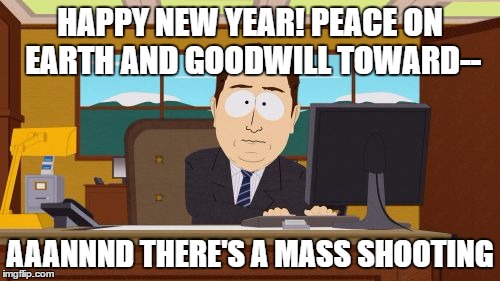 HAPPY NEW YEAR! PEACE ON
EARTH AND GOODWILL TOWARD--
AAANNND THERE'S A MASS SHOOTING
imgflip.com